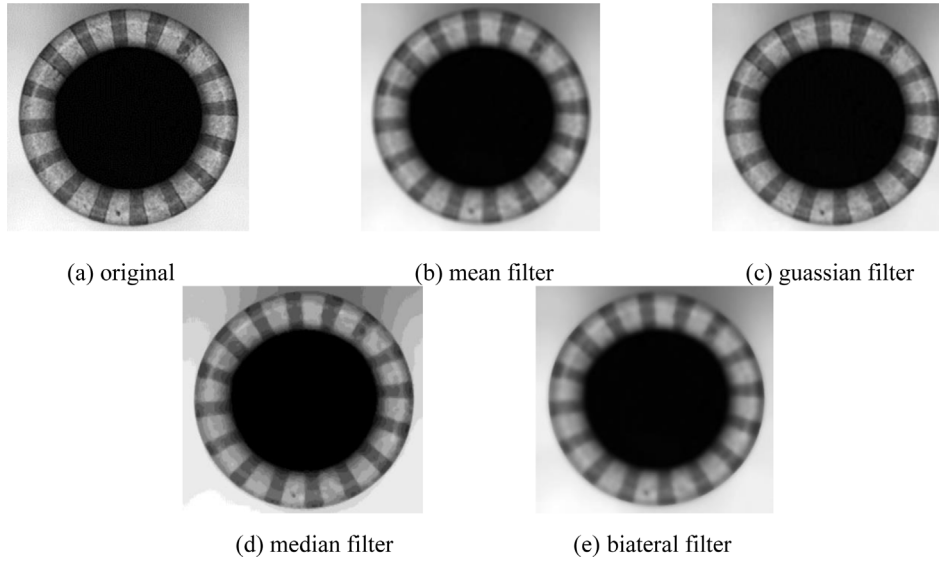 (a) original
(b) mean filter
(c) guassian filter
(d) median filter
(e) biateral filter